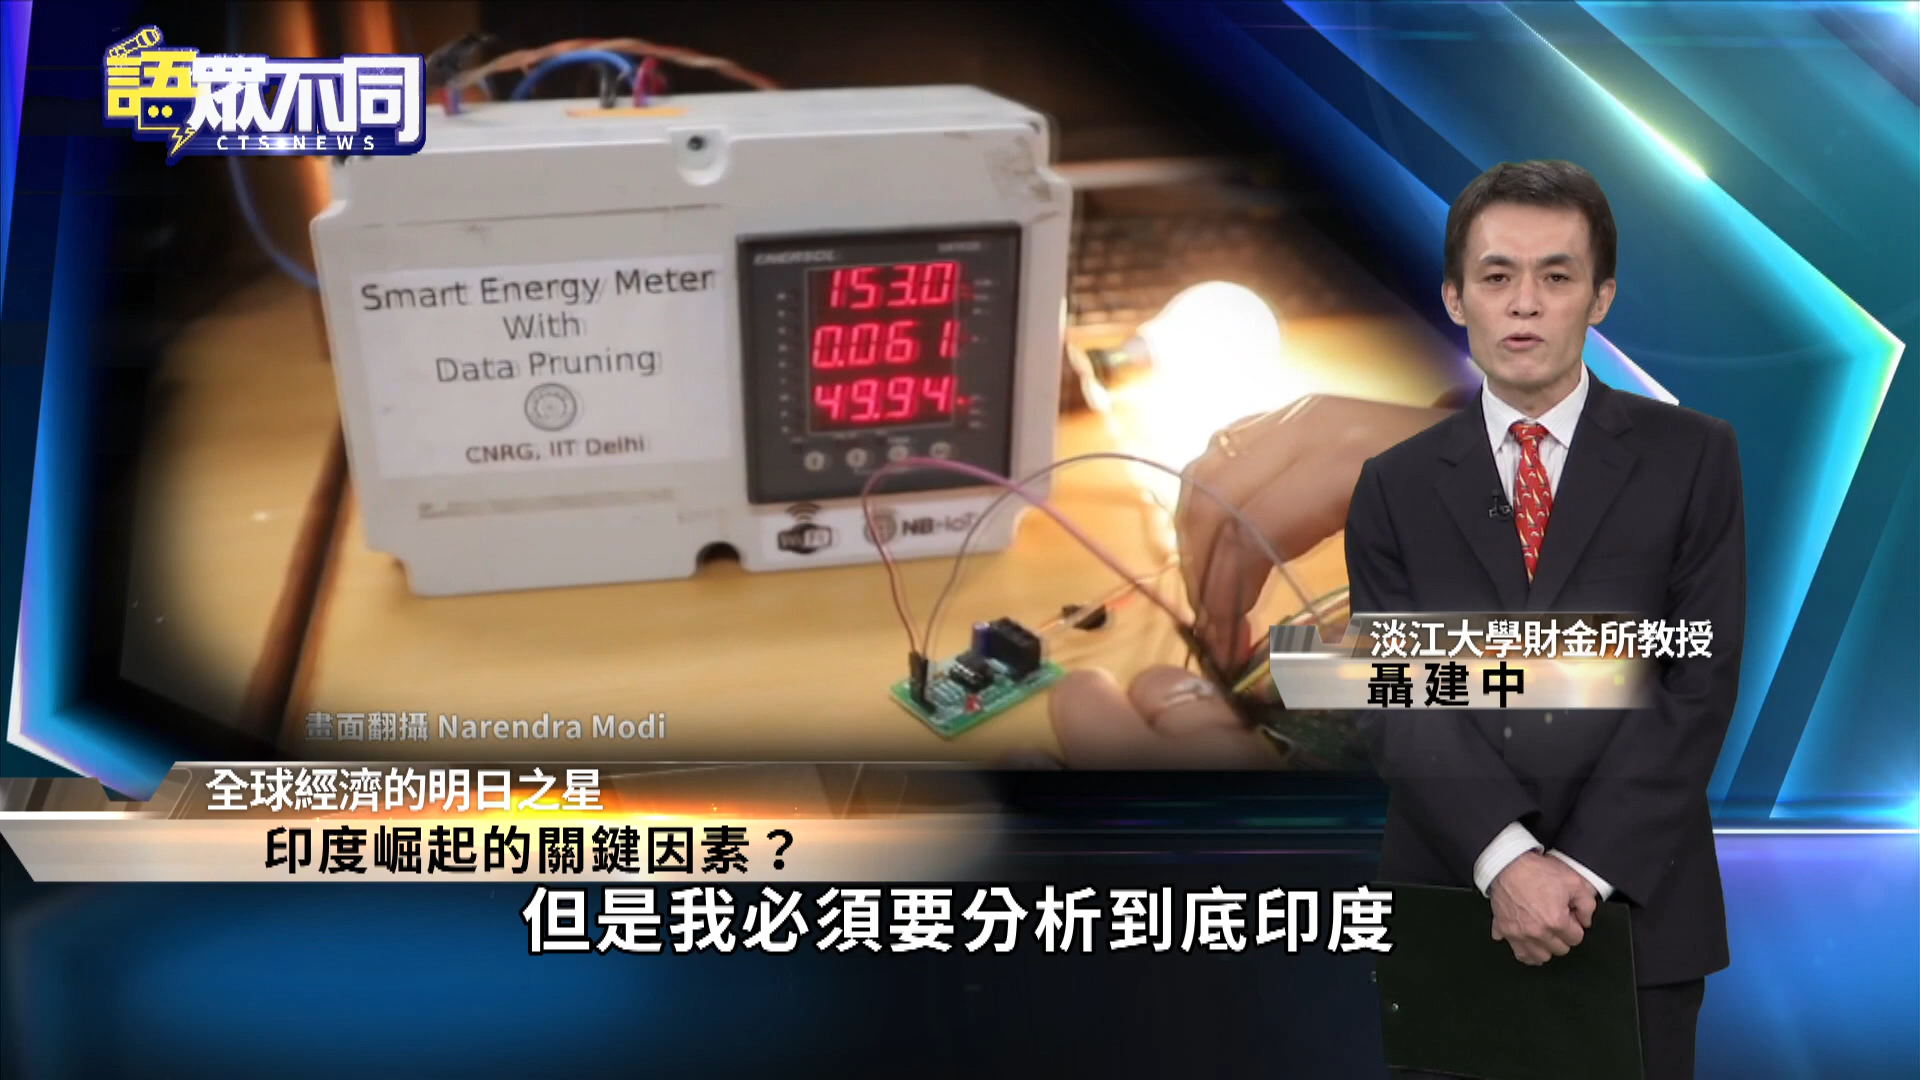 語眾不同
CTS NEWS
Smart Energy Meter
With
Data Pruning
CNRG, IIT Delhi
ENERSOL
153.0
0.061
49.94
WiFi
NB-IoT
畫面翻攝 Narendra Modi
淡江大學財金所教授
聶建中
全球經濟的明日之星
印度崛起的關鍵因素？
但是我必須要分析到底印度